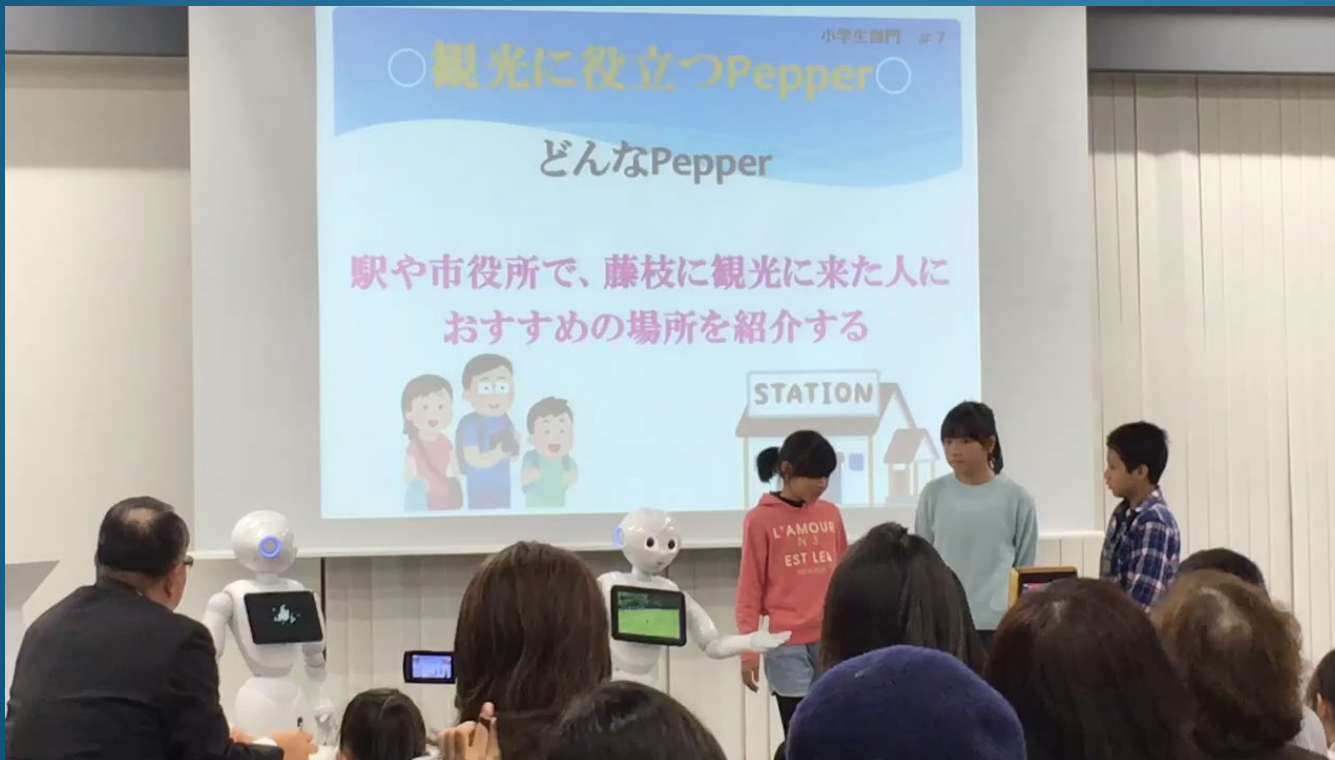 小学生部門 #7
○観光に役立つPepper○
どんなPepper
駅や市役所で、藤枝に観光に来た人に
おすすめの場所を紹介する
STATION
L'AMOUR
N 3
EST LE